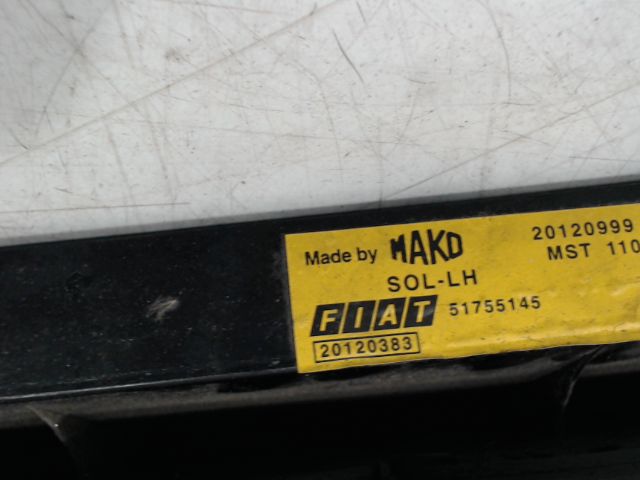 Made by MAKO 20120999
SOL-LH MST 110
FIAT 51755145
20120383